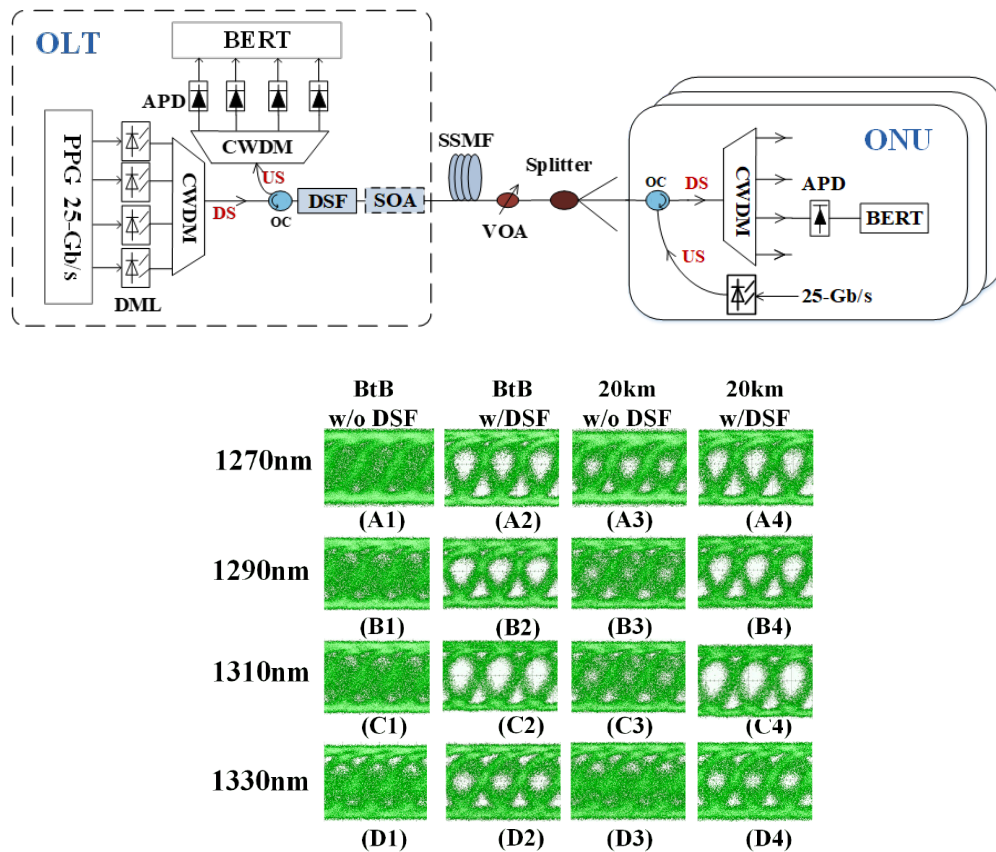 OLT
BERT
APD
PPG 25-Gb/s
CWDM
CWDM
US
DS
OC
DSF
SOA
DML
SSMF
VOA
Splitter
ONU
OC
DS
US
CWDM
APD
BERT
25-Gb/s
BtB
w/o DSF
BtB
w/DSF
20km
w/o DSF
20km
w/DSF
1270nm
(A1) (A2) (A3) (A4)
1290nm
(B1) (B2) (B3) (B4)
1310nm
(C1) (C2) (C3) (C4)
1330nm
(D1) (D2) (D3) (D4)